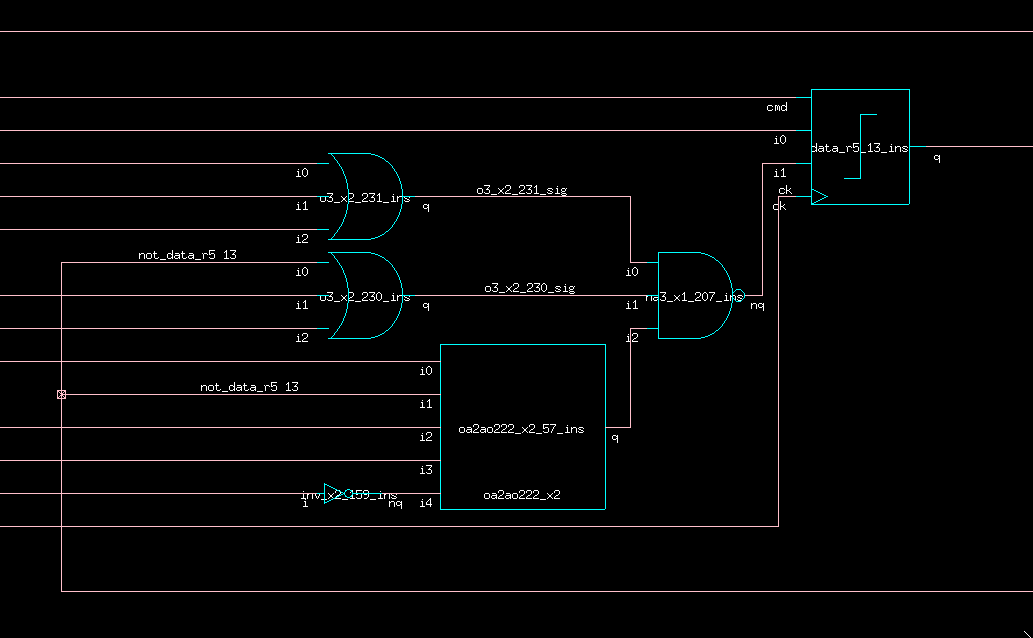 cmd
i0
data_r5_13_ins
q
i1
ck
ck
i0
o3_x2_231_ins
i1
q
i2
o3_x2_231_sig
not_data_r5 13
i0
o3_x2_230_ins
i1
q
i2
o3_x2_230_sig
i0
na3_x1_207_ins
i1
nq
i2
i0
not_data_r5 13
i1
oa2ao222_x2_57_ins
q
i2
i3
inv_x2_159_ins
i
nq
i4
oa2ao222_x2